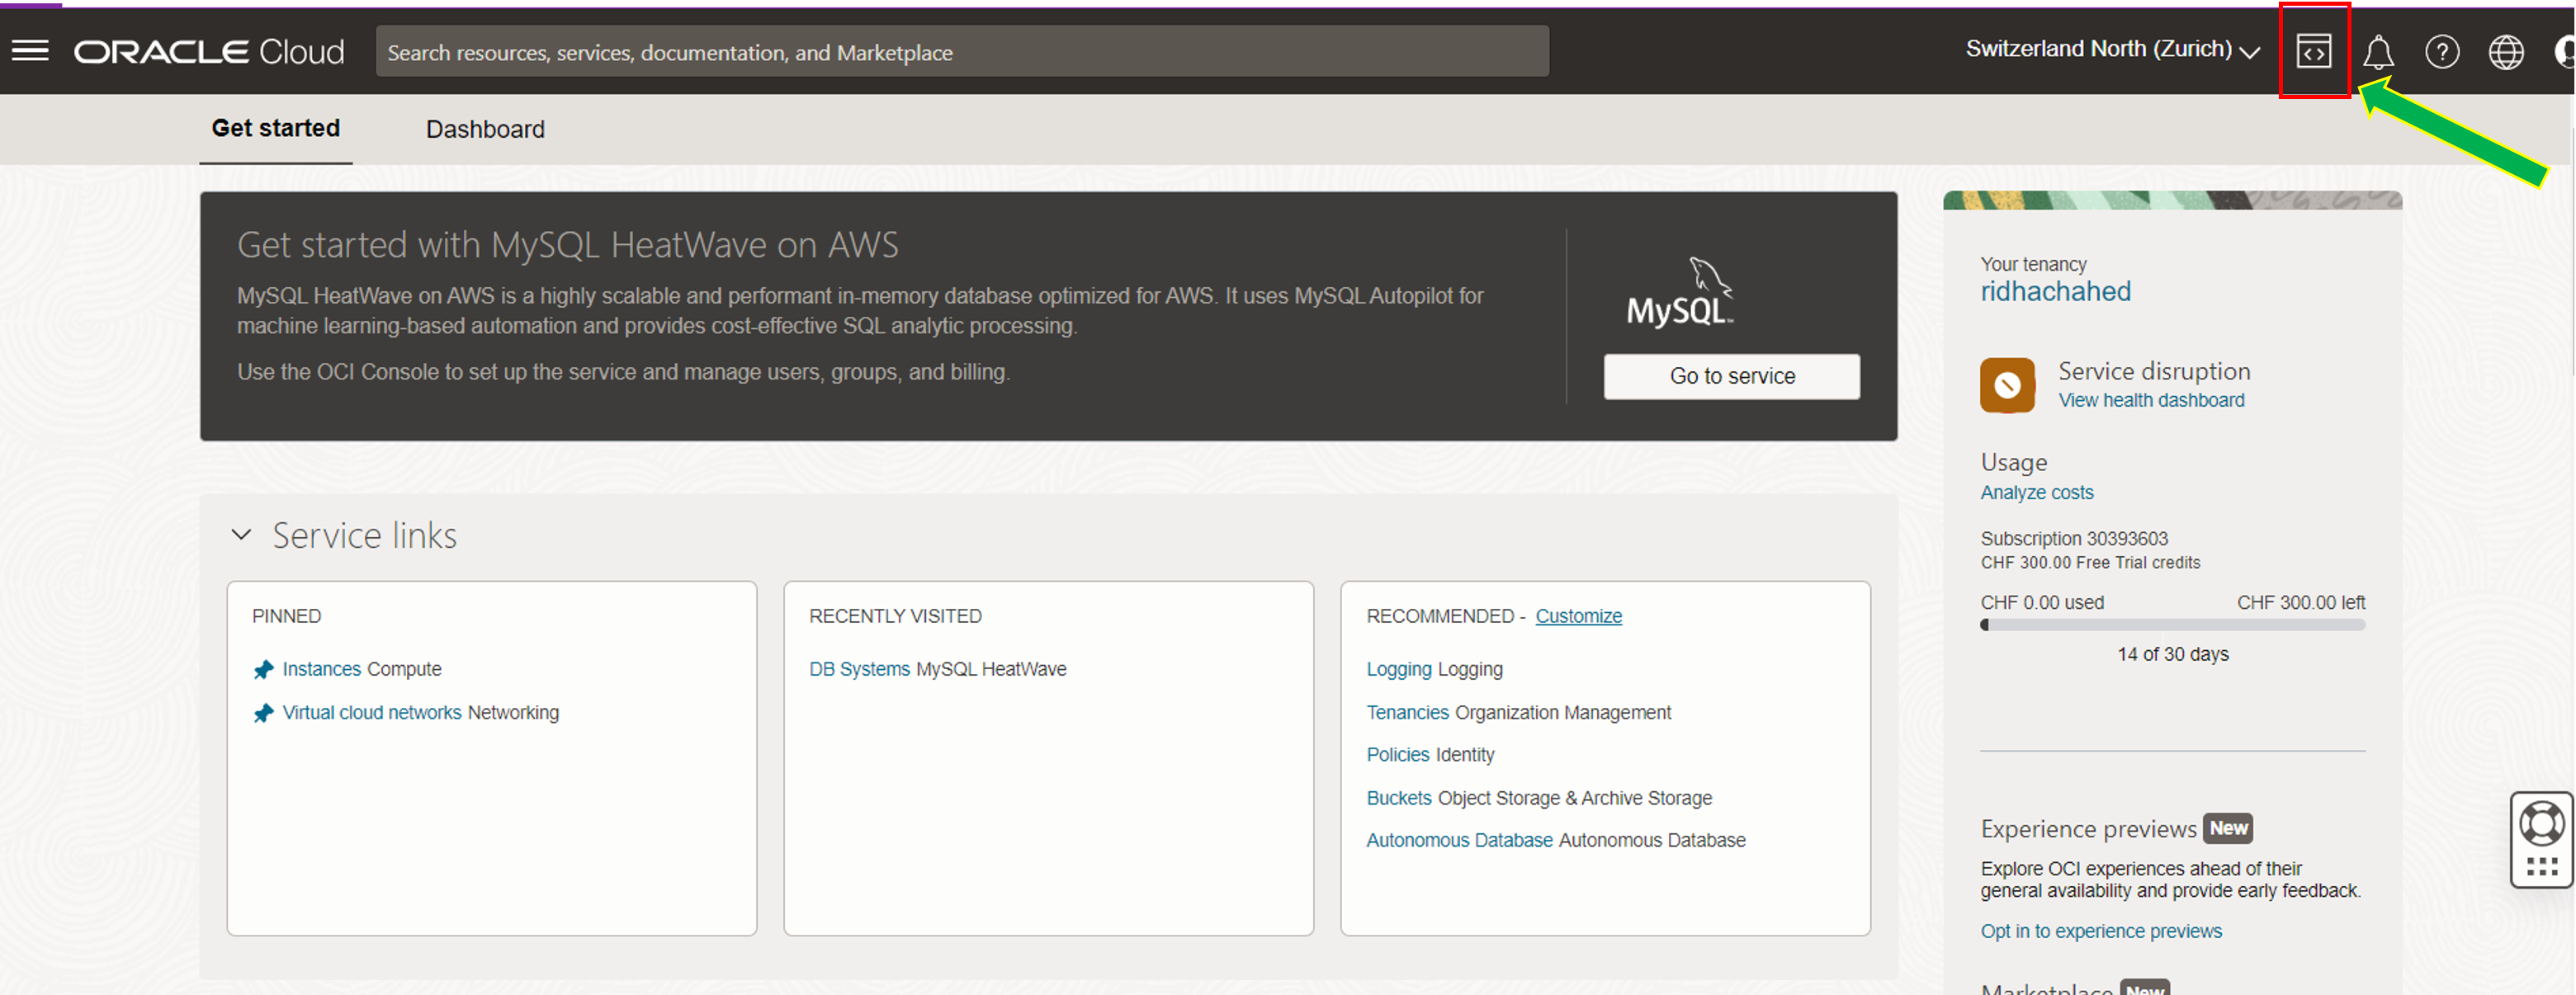 ORACLE Cloud
Search resources, services, documentation, and Marketplace
Switzerland North (Zurich)
Get started
Dashboard
Get started with MySQL HeatWave on AWS
MySQL HeatWave on AWS is a highly scalable and performant in-memory database optimized for AWS. It uses MySQL Autopilot for
machine learning-based automation and provides cost-effective SQL analytic processing.
Use the OCI Console to set up the service and manage users, groups, and billing.
MySQL™
Go to service
Service links
PINNED
Instances Compute
Virtual cloud networks Networking
RECENTLY VISITED
DB Systems MySQL HeatWave
RECOMMENDED - Customize
Logging Logging
Tenancies Organization Management
Policies Identity
Buckets Object Storage & Archive Storage
Autonomous Database Autonomous Database
Your tenancy
ridhachahed
Service disruption
View health dashboard
Usage
Analyze costs
Subscription 30393603
CHF 300.00 Free Trial credits
CHF 0.00 used
CHF 300.00 left
14 of 30 days
Experience previews New
Explore OCI experiences ahead of their
general availability and provide early feedback.
Opt in to experience previews
Marketplace New